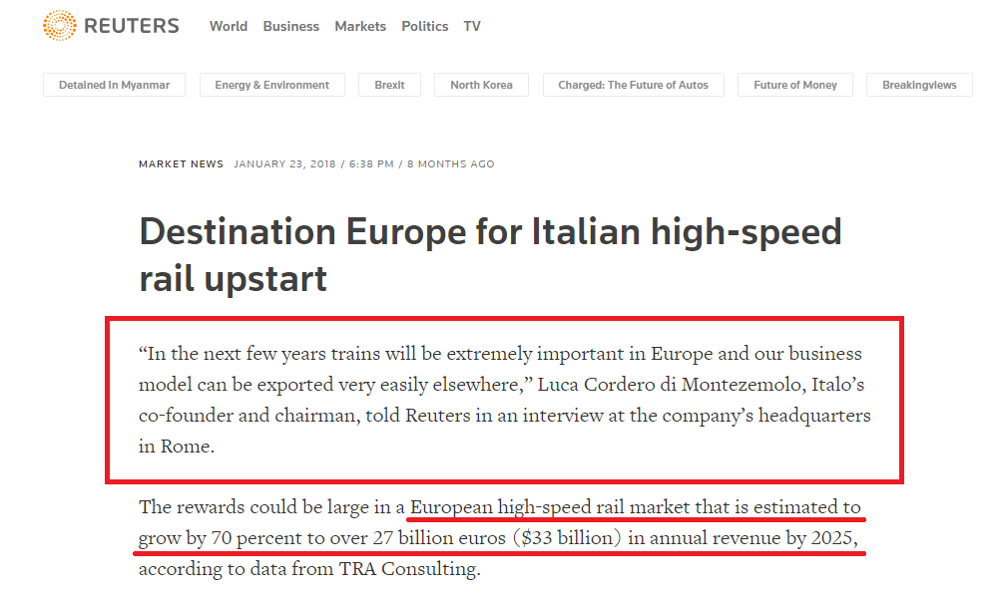 REUTERS World Business Markets Politics TV
Detained in Myanmar Energy & Environment Brexit North Korea Charged: The Future of Autos Future of Money Breakingviews
MARKET NEWS JANUARY 23, 2018 / 6:38 PM / 8 MONTHS AGO
Destination Europe for Italian high-speed
rail upstart
“In the next few years trains will be extremely important in Europe and our business
model can be exported very easily elsewhere,” Luca Cordero di Montezemolo, Italo’s
co-founder and chairman, told Reuters in an interview at the company’s headquarters
in Rome.
The rewards could be large in a European high-speed rail market that is estimated to
grow by 70 percent to over 27 billion euros ($33 billion) in annual revenue by 2025,
according to data from TRA Consulting.